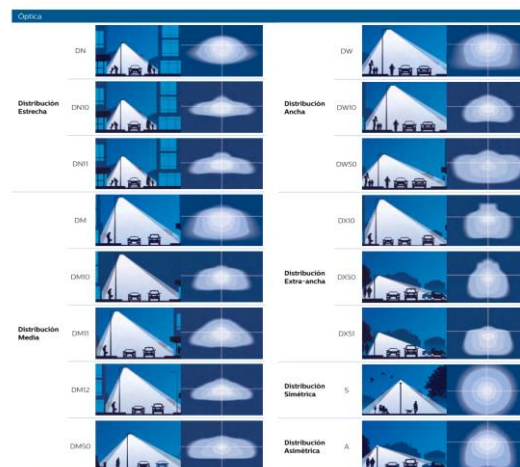 Óptica
DN
Distribución
Estrecha
DN10
DN11
DM
DM10
Distribución
Media
DM11
DM12
DM50
DW
Distribución
Ancha
DW10
DW50
DX10
Distribución
Extra-ancha
DX50
DX51
Distribución
Simétrica
S
Distribución
Asimétrica
A